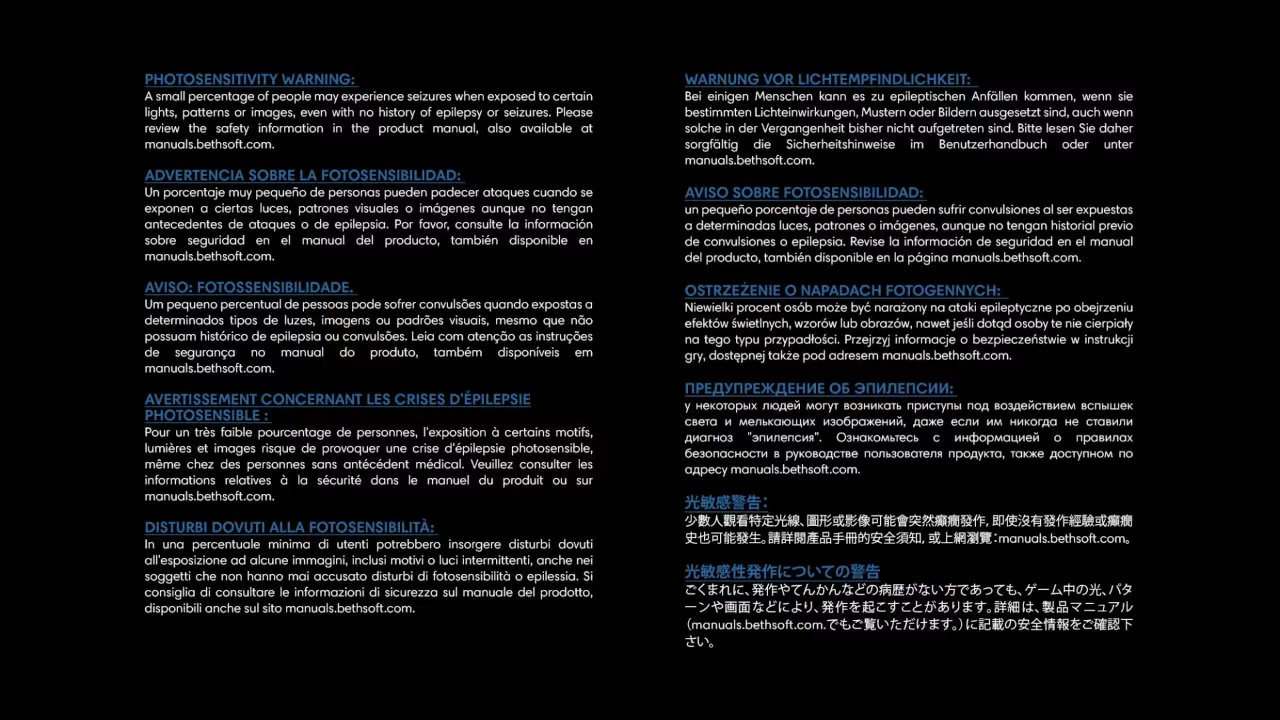 PHOTOSENSITIVITY WARNING:
A small percentage of people may experience seizures when exposed to certain
lights, patterns or images, even with no history of epilepsy or seizures. Please
review the safety information in the product manual, also available at
manuals.bethsoft.com.
ADVERTENCIA SOBRE LA FOTOSENSIBILIDAD:
Un porcentaje muy pequeño de personas pueden padecer ataques cuando se
exponen a ciertas luces, patrones visuales o imágenes aunque no tengan
antecedentes de ataques o de epilepsia. Por favor, consulte la información
sobre seguridad en el manual del producto, también disponible en
manuals.bethsoft.com.
AVISO: FOTOSSENSIBILIDADE.
Um pequeno percentual de pessoas pode sofrer convulsões quando expostas a
determinados tipos de luzes, imagens ou padrões visuais, mesmo que não
possuam histórico de epilepsia ou convulsões. Leia com atenção as instruções
de segurança no manual do produto, também disponíveis em
manuals.bethsoft.com.
AVERTISSEMENT CONCERNANT LES CRISES D'ÉPILEPSIE
PHOTOSENSIBLE :
Pour un très faible pourcentage de personnes, l'exposition à certains motifs,
lumières et images risque de provoquer une crise d'épilepsie photosensible,
même chez des personnes sans antécédent médical. Veuillez consulter les
informations relatives à la sécurité dans le manuel du produit ou sur
manuals.bethsoft.com.
DISTURBI DOVUTI ALLA FOTOSENSIBILITÀ:
In una percentuale minima di utenti potrebbero insorgere disturbi dovuti
all'esposizione ad alcune immagini, inclusi motivi o luci intermittenti, anche nei
soggetti che non hanno mai accusato disturbi di fotosensibilità o epilessia. Si
consiglia di consultare le informazioni di sicurezza sul manuale del prodotto,
disponibili anche sul sito manuals.bethsoft.com.
WARNUNG VOR LICHTEMPFINDLICHKEIT:
Bei einigen Menschen kann es zu epileptischen Anfällen kommen, wenn sie
bestimmten Lichteinwirkungen, Mustern oder Bildern ausgesetzt sind, auch wenn
solche in der Vergangenheit bisher nicht aufgetreten sind. Bitte lesen Sie daher
sorgfältig die Sicherheitshinweise im Benutzerhandbuch oder unter
manuals.bethsoft.com.
AVISO SOBRE FOTOSENSIBILIDAD:
un pequeño porcentaje de personas pueden sufrir convulsiones al ser expuestas
a determinadas luces, patrones o imágenes, aunque no tengan historial previo
de convulsiones o epilepsia. Revise la información de seguridad en el manual
del producto, también disponible en la página manuals.bethsoft.com.
OSTRZEŻENIE O NAPADACH FOTOGENNYCH:
Niewielki procent osób może być narażony na ataki epileptyczne po obejrzeniu
efektów świetlnych, wzorów lub obrazów, nawet jeśli dotąd osoby te nie cierpiały
na tego typu przypadłości. Przejrzyj informacje o bezpieczeństwie w instrukcji
gry, dostępnej także pod adresem manuals.bethsoft.com.
ПРЕДУПРЕЖДЕНИЕ ОБ ЭПИЛЕПСИИ:
у некоторых людей могут возникать приступы под воздействием вспышек
света и мелькающих изображений, даже если им никогда не ставили
диагноз "эпилепсия". Ознакомьтесь с информацией о правилах
безопасности в руководстве пользователя продукта, также доступном по
адресу manuals.bethsoft.com.
光敏感警告：
少數人觀看特定光線、圖形或影像可能會突然癲癇發作, 即使沒有發作經驗或癲癇
史也可能發生。請詳閱產品手冊的安全須知, 或上網瀏覽：manuals.bethsoft.com。
光敏感性発作についての警告
ごくまれに、発作やてんかんなどの病歴がない方であっても、ゲーム中の光、パタ
ーンや画面などにより、発作を起こすことがあります。詳細は、製品マニュアル
（manuals.bethsoft.com.でもご覧いただけます。）に記載の安全情報をご確認下
さい。